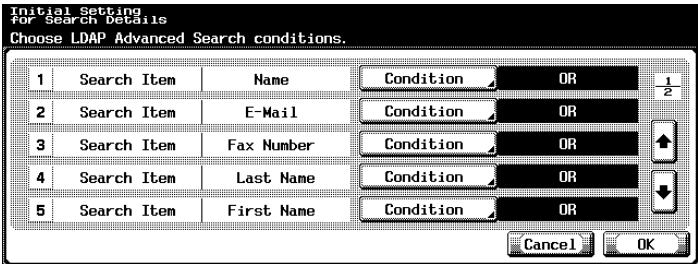 Initial Setting
for Search Details
Choose LDAP Advanced Search conditions.
1 Search Item Name Condition OR
2 Search Item E-Mail Condition OR
3 Search Item Fax Number Condition OR
4 Search Item Last Name Condition OR
5 Search Item First Name Condition OR
1
2
Cancel OK